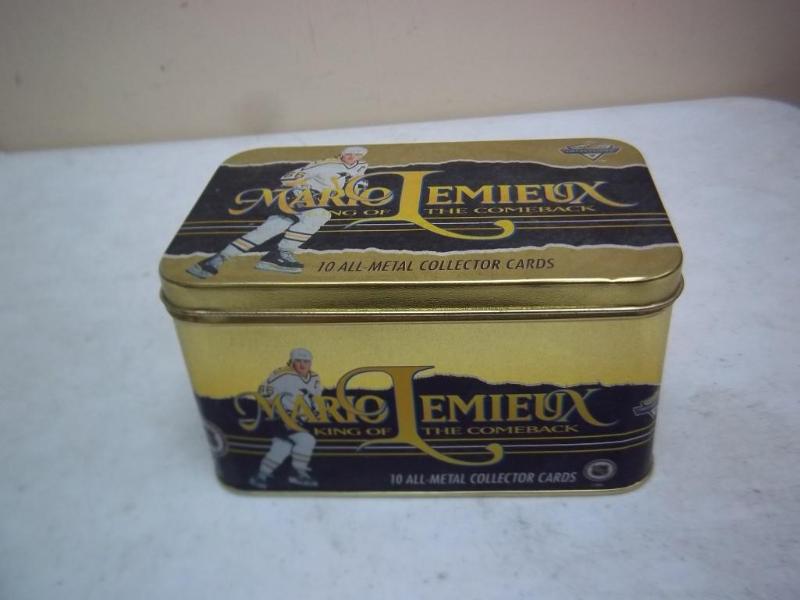 MARIO LEMIEUX
KING OF THE COMEBACK
10 ALL-METAL COLLECTOR CARDS
MARIO LEMIEUX
KING OF THE COMEBACK
10 ALL-METAL COLLECTOR CARDS